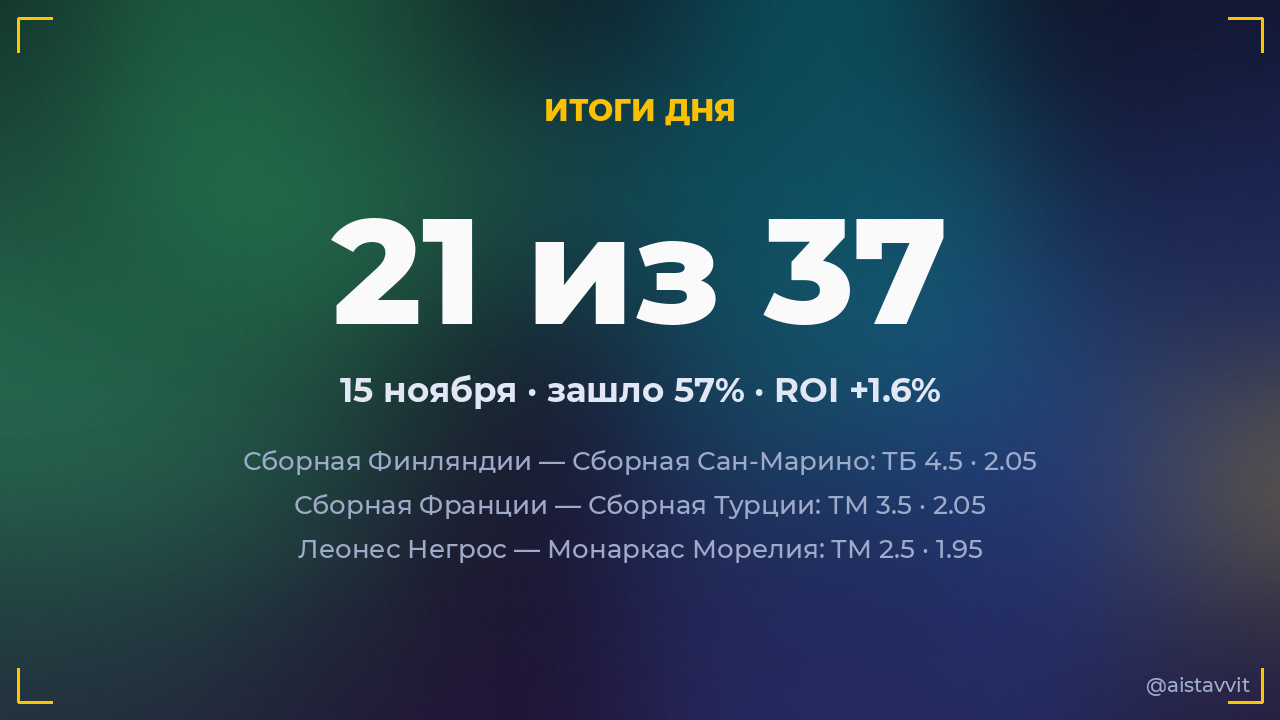 ИТОГИ ДНЯ
21 из 37
15 ноября · зашло 57% · ROI +1.6%
Сборная Финляндии — Сборная Сан-Марино: ТБ 4.5 · 2.05
Сборная Франции — Сборная Турции: ТМ 3.5 · 2.05
Леонес Негрос — Монаркас Морелия: ТМ 2.5 · 1.95
@aistavvit